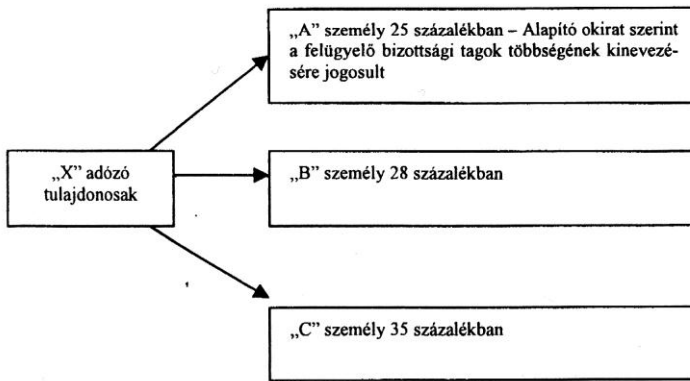 „A” személy 25 százalékban – Alapító okirat szerint
a felügyelő bizottsági tagok többségének kinevezé-
sére jogosult
„X” adózó
tulajdonosak
„B” személy 28 százalékban
„C” személy 35 százalékban